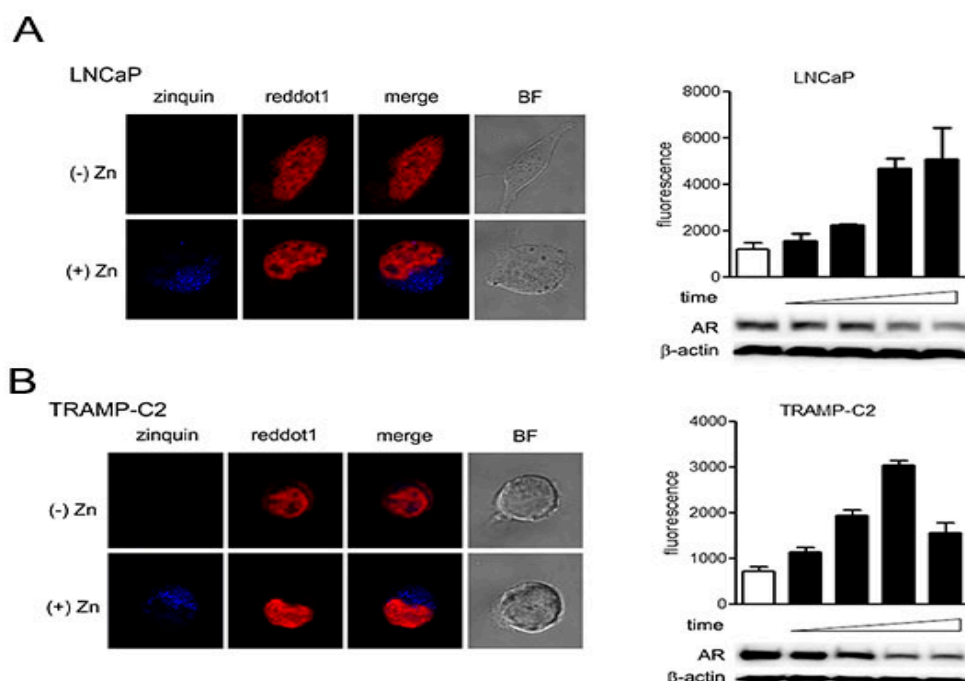 A
LNCaP
zinquin reddot1 merge BF
(-) Zn
(+) Zn
LNCaP
8000
6000
4000
2000
0
fluorescence
time
AR
β-actin
B
TRAMP-C2
zinquin reddot1 merge BF
(-) Zn
(+) Zn
TRAMP-C2
4000
3000
2000
1000
0
fluorescence
time
AR
β-actin